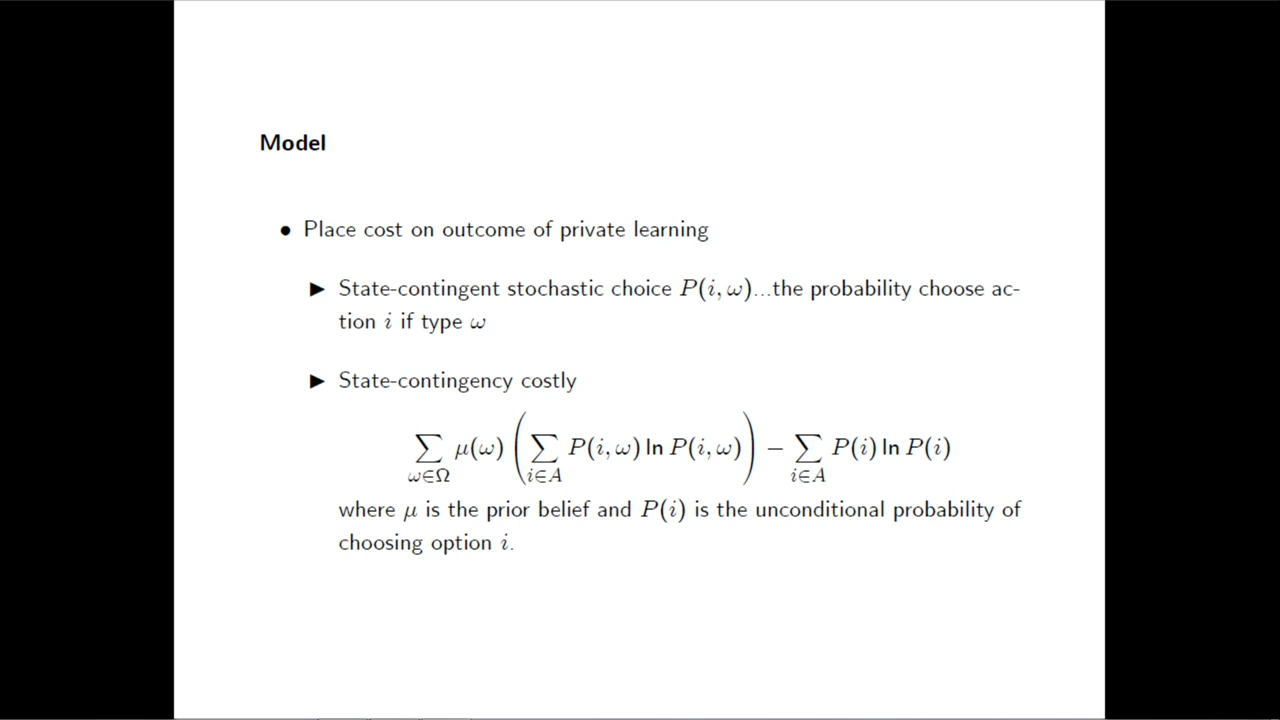 Model
● Place cost on outcome of private learning
▶ State-contingent stochastic choice P(i, ω)...the probability choose ac-
tion i if type ω
▶ State-contingency costly
∑_{ω∈Ω} μ(ω) (∑_{i∈A} P(i, ω) ln P(i, ω)) − ∑_{i∈A} P(i) ln P(i)
where μ is the prior belief and P(i) is the unconditional probability of
choosing option i.